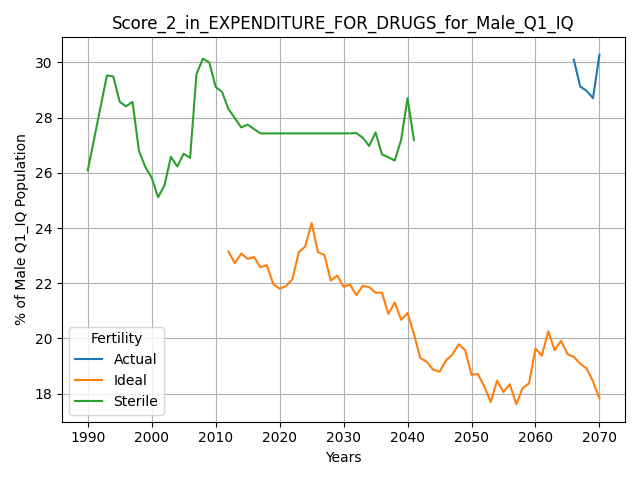 Score_2_in_EXPENDITURE_FOR_DRUGS_for_Male_Q1_IQ
% of Male Q1_IQ Population
30
28
26
24
22
20
18
Fertility
Actual
Ideal
Sterile
1990 2000 2010 2020 2030 2040 2050 2060 2070
Years